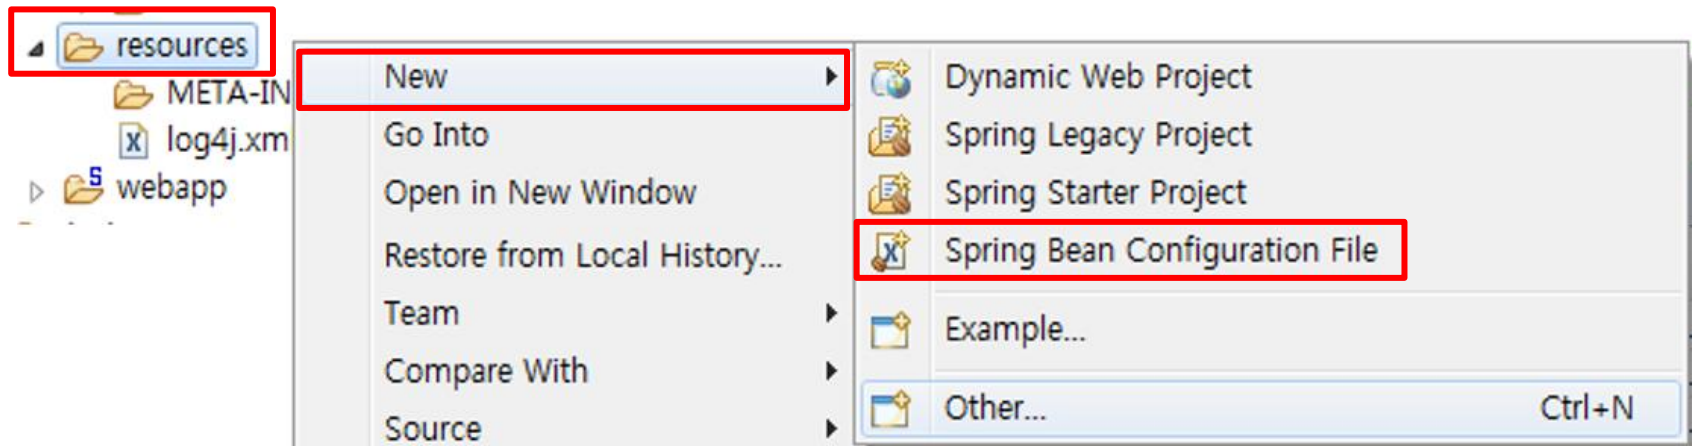 resources
META-IN
log4j.xm
webapp
New
Go Into
Open in New Window
Restore from Local History...
Team
Compare With
Source
Dynamic Web Project
Spring Legacy Project
Spring Starter Project
Spring Bean Configuration File
Example...
Other... Ctrl+N